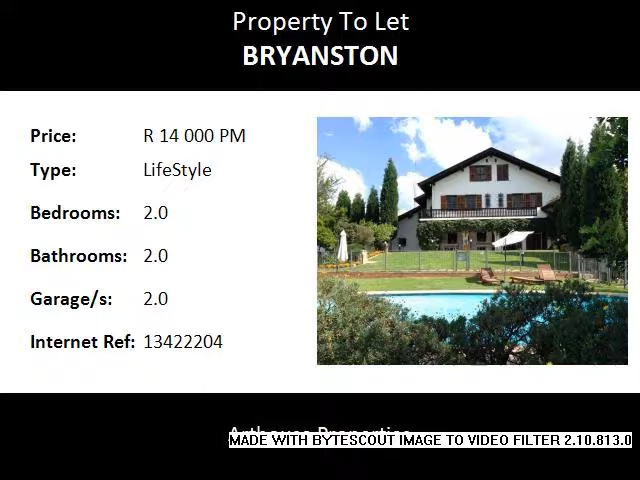 Property To Let
BRYANSTON
Price: R 14 000 PM
Type: LifeStyle
Bedrooms: 2.0
Bathrooms: 2.0
Garage/s: 2.0
Internet Ref: 13422204
Properties
MADE WITH BYTESCOUT IMAGE TO VIDEO FILTER 2.10.813.0